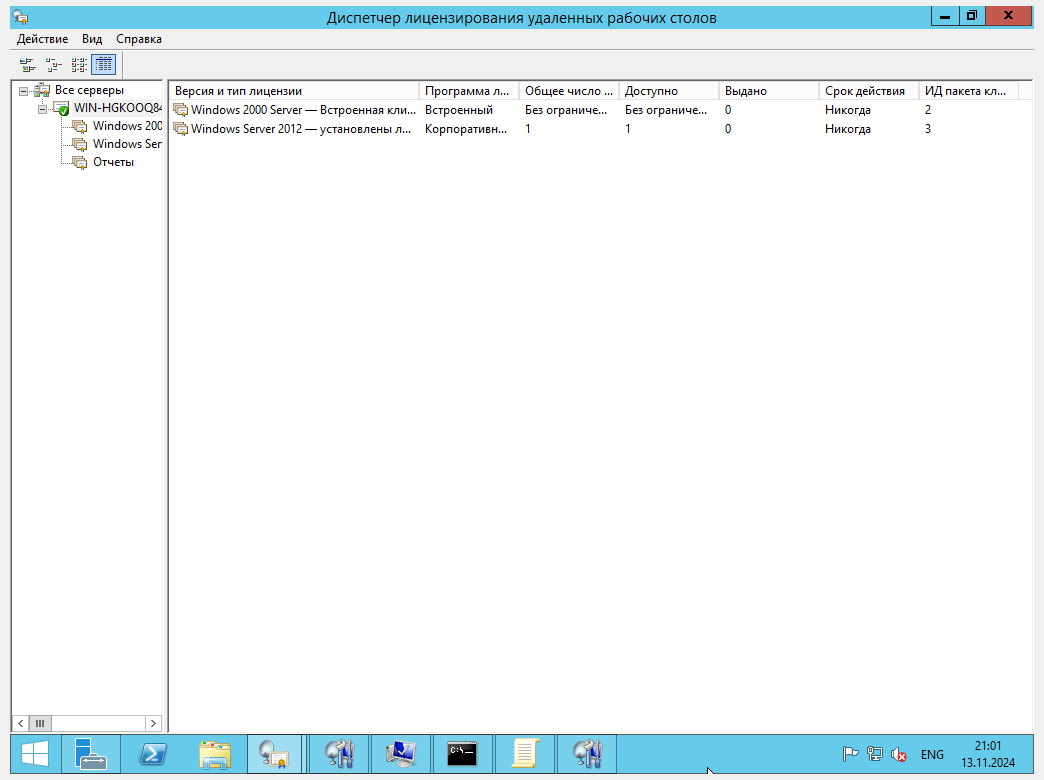 Диспетчер лицензирования удаленных рабочих столов
Действие Вид Справка
Все серверы
WIN-HGKOOQ84
Windows 200
Windows Ser
Отчеты
Версия и тип лицензии Программа л... Общее число ... Доступно Выдано Срок действия ИД пакета кл...
Windows 2000 Server — Встроенная кли... Встроенный Без ограниче... Без ограниче... 0 Никогда 2
Windows Server 2012 — установлены л... Корпоративн... 1 1 0 Никогда 3
C:\
ENG
21:01
13.11.2024